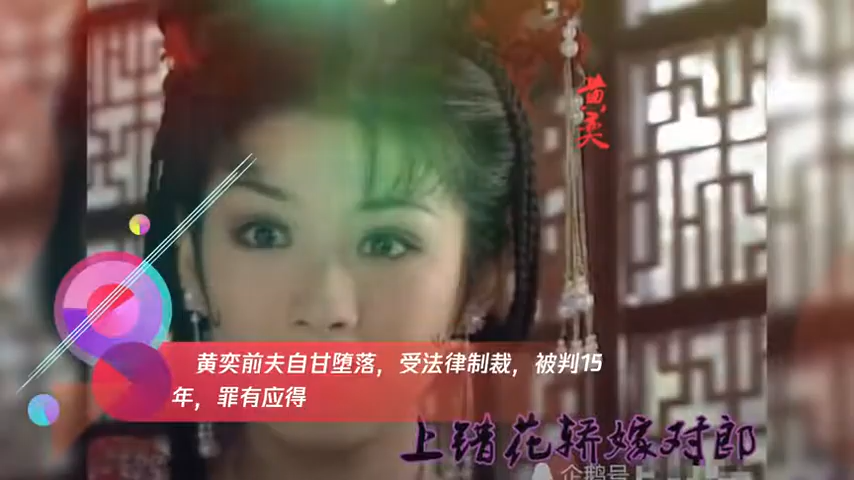 黄奕
黄奕前夫自甘堕落，受法律制裁，被判15
年，罪有应得
上错花轿嫁对郎
企鹅号